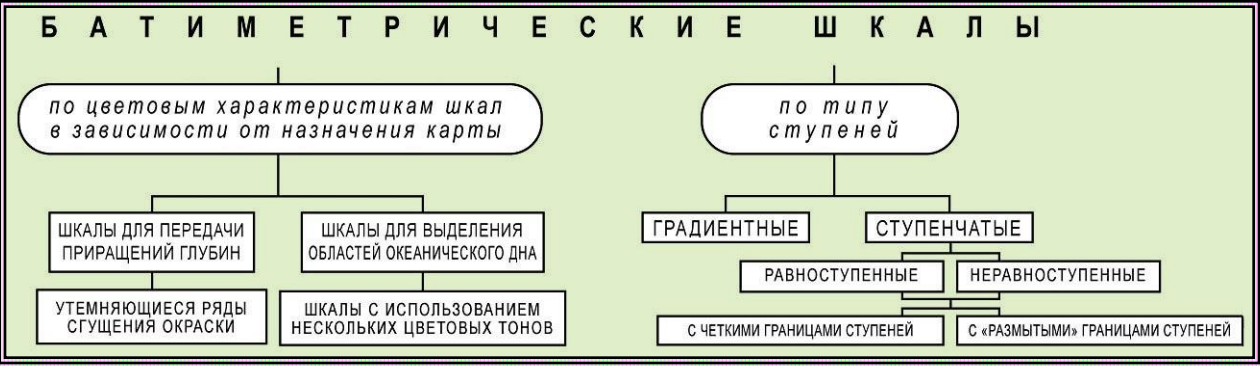 БАТИМЕТРИЧЕСКИЕ ШКАЛЫ
по цветовым характеристикам шкал
в зависимости от назначения карты
по типу
ступеней
ШКАЛЫ ДЛЯ ПЕРЕДАЧИ
ПРИРАЩЕНИЙ ГЛУБИН
ШКАЛЫ ДЛЯ ВЫДЕЛЕНИЯ
ОБЛАСТЕЙ ОКЕАНИЧЕСКОГО ДНА
ГРАДИЕНТНЫЕ
СТУПЕНЧАТЫЕ
РАВНОСТУПЕННЫЕ
НЕРАВНОСТУПЕННЫЕ
УТЕМНЯЮЩИЕСЯ РЯДЫ
СГУЩЕНИЯ ОКРАСКИ
ШКАЛЫ С ИСПОЛЬЗОВАНИЕМ
НЕСКОЛЬКИХ ЦВЕТОВЫХ ТОНОВ
С ЧЕТКИМИ ГРАНИЦАМИ СТУПЕНЕЙ
С «РАЗМЫТЫМИ» ГРАНИЦАМИ СТУПЕНЕЙ